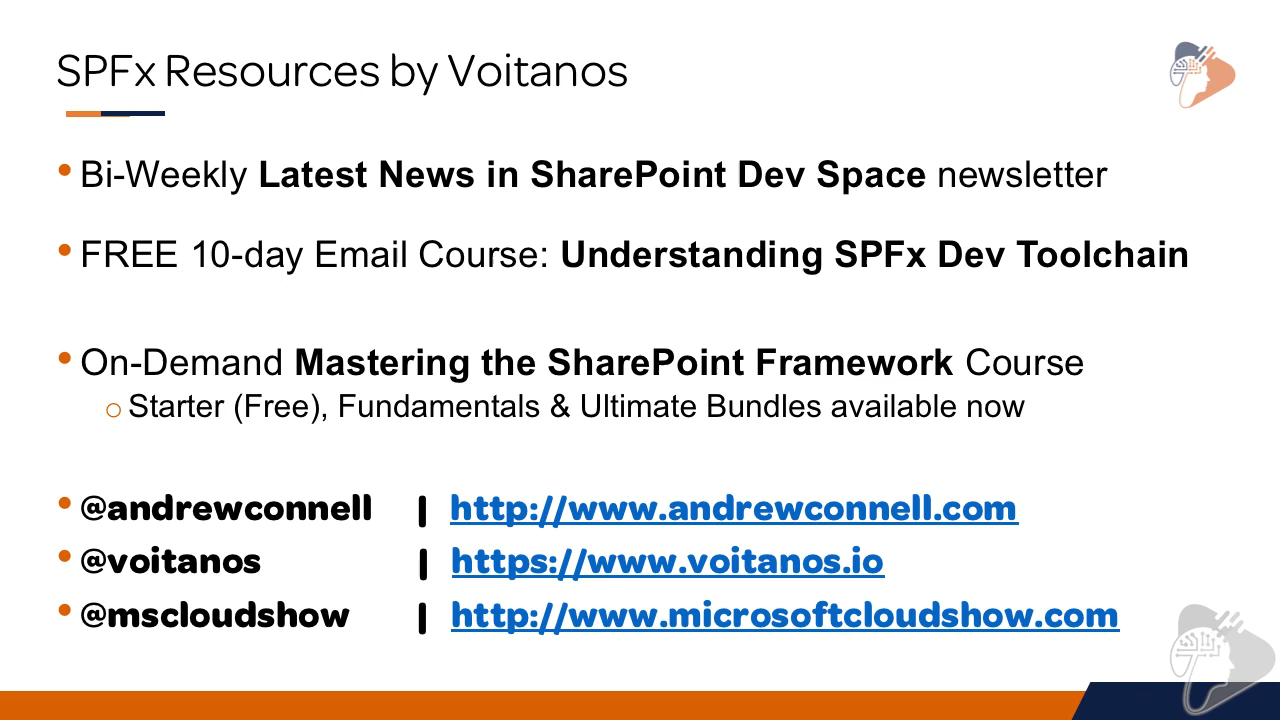 SPFx Resources by Voitanos
• Bi-Weekly Latest News in SharePoint Dev Space newsletter
• FREE 10-day Email Course: Understanding SPFx Dev Toolchain
• On-Demand Mastering the SharePoint Framework Course
o Starter (Free), Fundamentals & Ultimate Bundles available now
• @andrewconnell | http://www.andrewconnell.com
• @voitanos | https://www.voitanos.io
• @mscloudshow | http://www.microsoftcloudshow.com